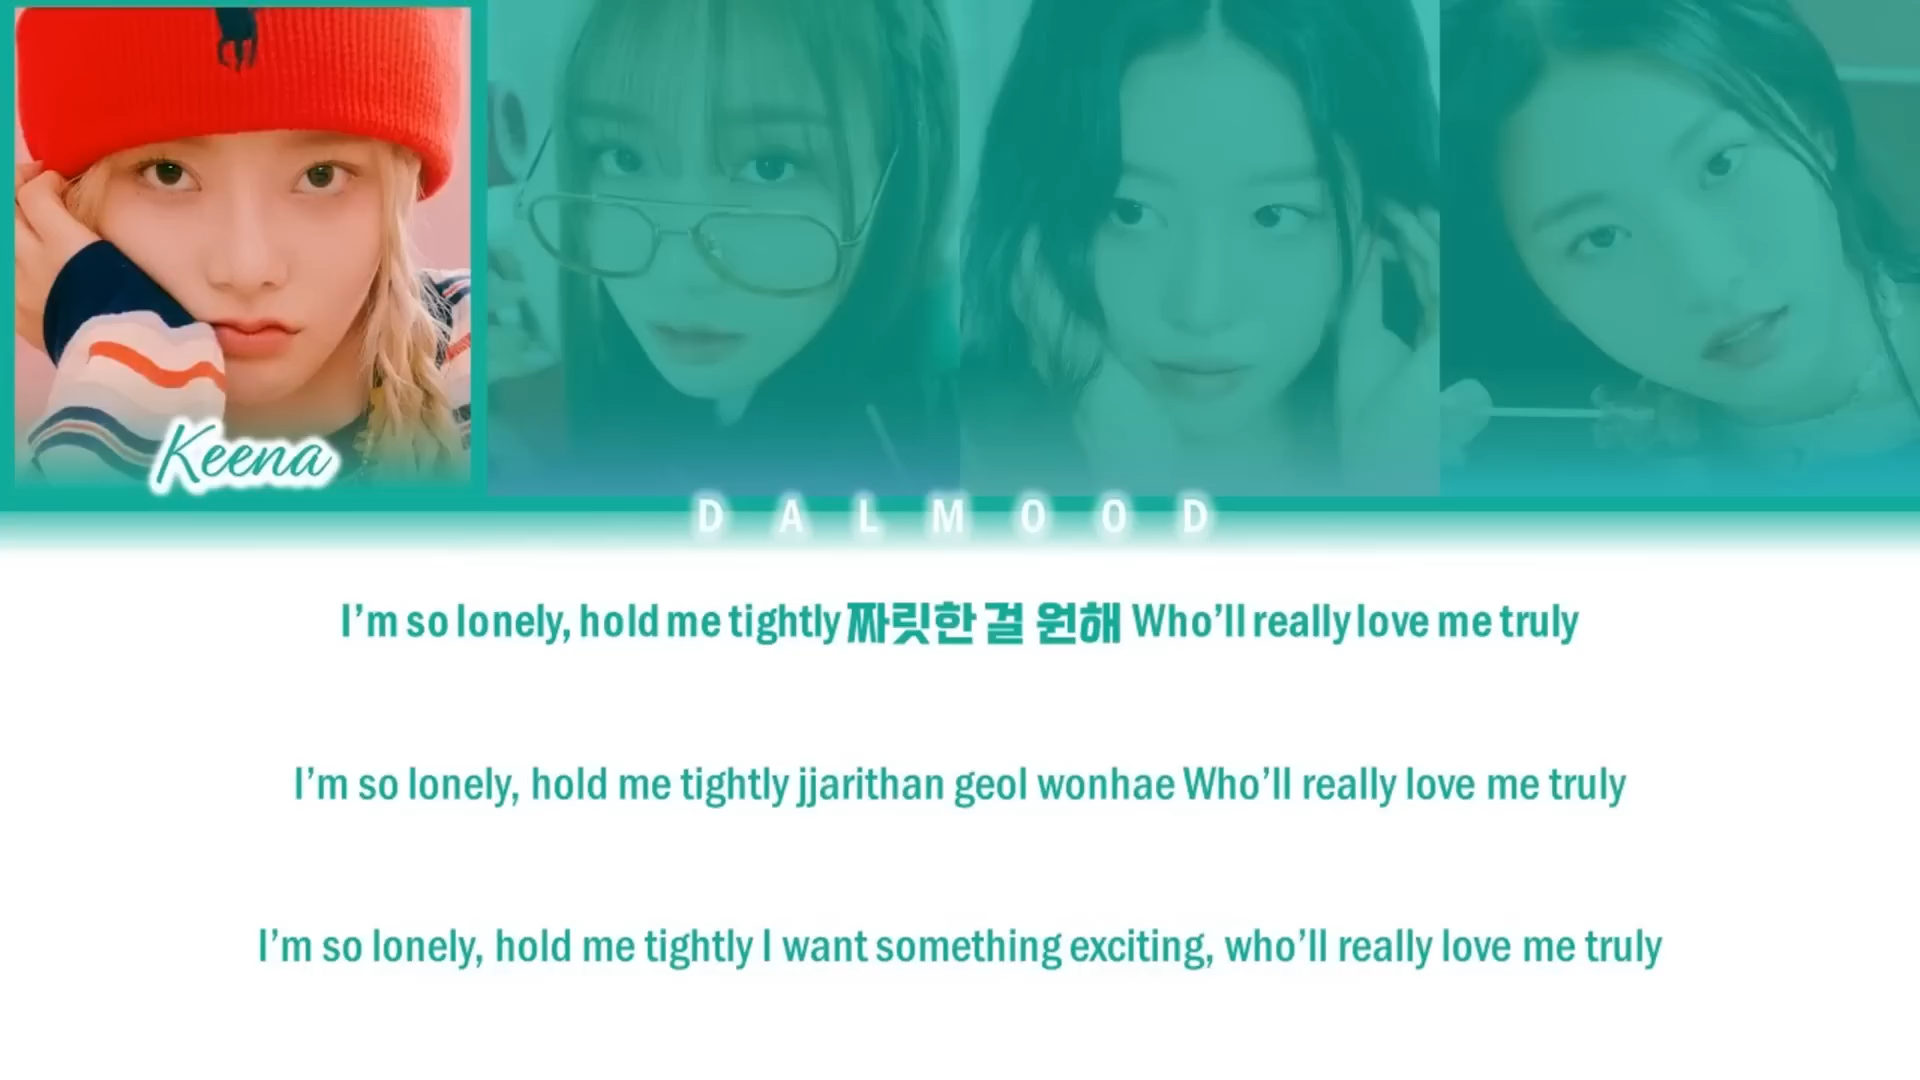 Keena
DALMOOD
I’m so lonely, hold me tightly 짜릿한 걸 원해 Who’ll really love me truly
I’m so lonely, hold me tightly jjarithan geol wonhae Who’ll really love me truly
I’m so lonely, hold me tightly I want something exciting, who’ll really love me truly